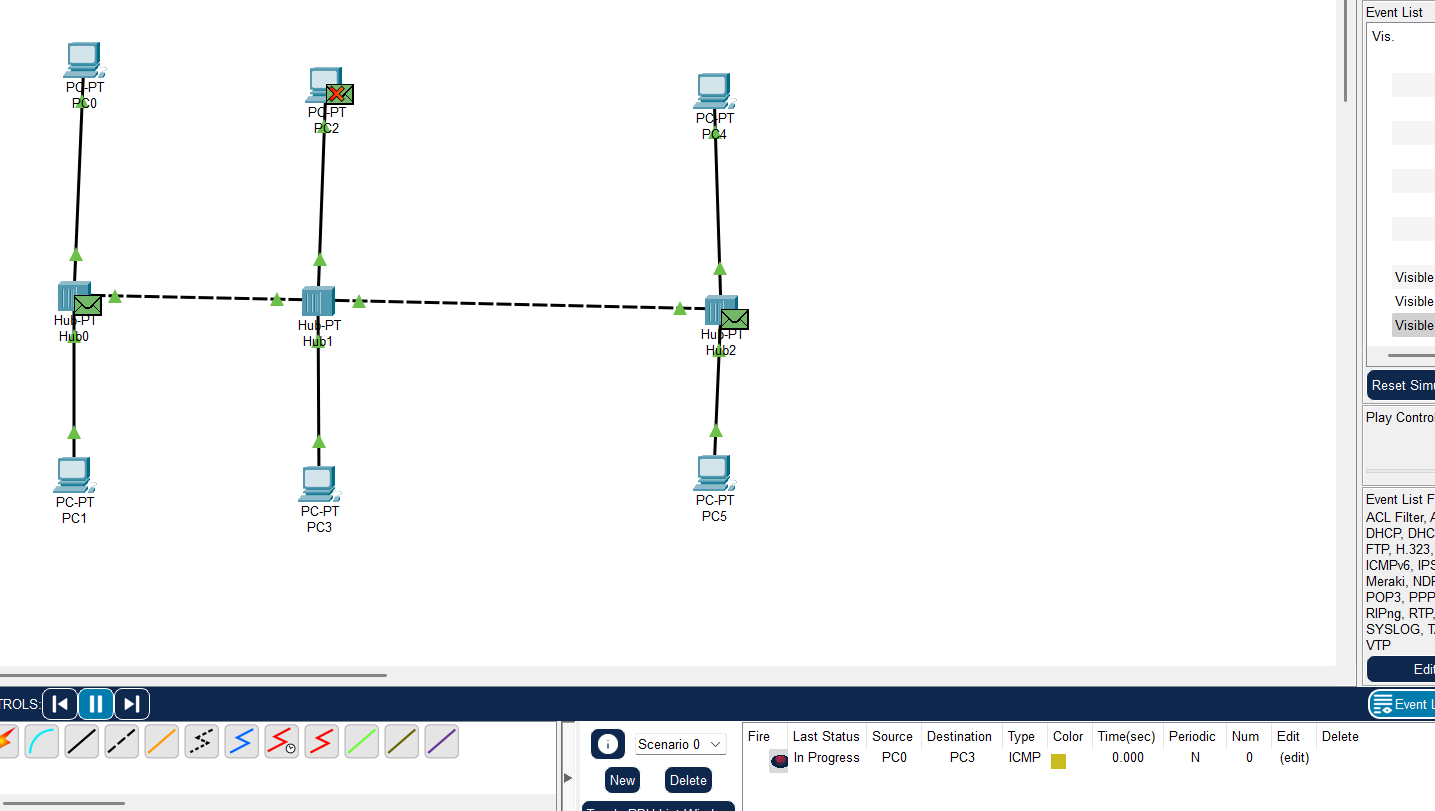 PC-PT
PC0
PC-PT
PC2
PC-PT
PC4
Hub-PT
Hub0
Hub-PT
Hub1
Hub-PT
Hub2
PC-PT
PC1
PC-PT
PC3
PC-PT
PC5
Event List
Vis.
Visible
Visible
Visible
Reset Simu
Play Contro
Event List F
ACL Filter, A
DHCP, DHC
FTP, H.323,
ICMPv6, IPS
Meraki, NDP
POP3, PPP
RIPng, RTP,
SYSLOG, TA
VTP
Edi
TROLS:
Event L
Scenario 0
New
Delete
Fire Last Status Source Destination Type Color Time(sec) Periodic Num Edit Delete
In Progress PC0 PC3 ICMP 0.000 N 0 (edit)